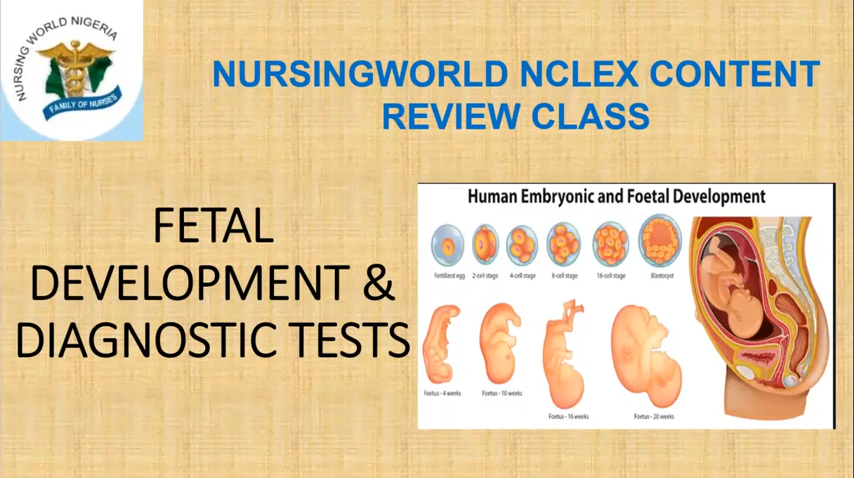 NURSING WORLD NIGERIA
FAMILY OF NURSES
NURSINGWORLD NCLEX CONTENT
REVIEW CLASS
FETAL
DEVELOPMENT &
DIAGNOSTIC TESTS
Human Embryonic and Foetal Development
Fertilized egg
2-cell stage
4-cell stage
8-cell stage
16-cell stage
Blastocyst
Foetus - 4 weeks
Foetus - 10 weeks
Foetus - 16 weeks
Foetus - 20 weeks